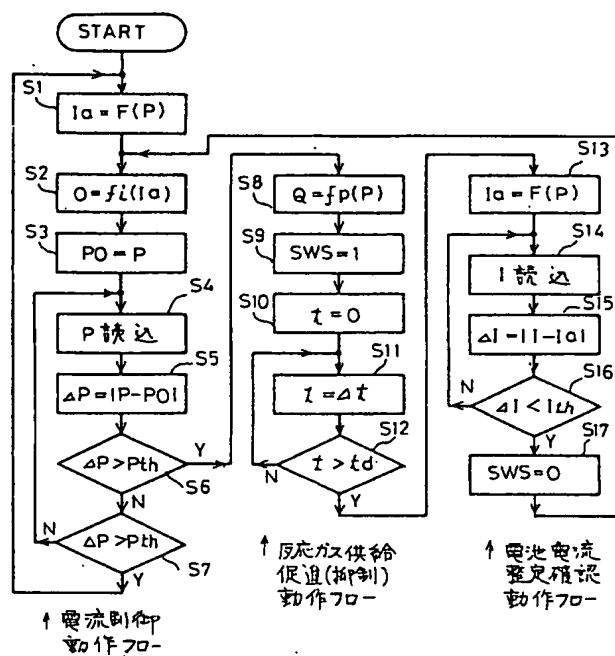 START
S1
Ia = F(P)
S2
O = fi(Ia)
S3
PO = P
S4
P 読込
S5
ΔP = |P-PO|
ΔP > Pth
Y
S6
N
N
ΔP > Pth
S7
Y
↑ 電流制御
動作フロー
S8
Q = fp(P)
S9
SWS = 1
S10
t = 0
S11
t = Δt
S12
t > td
N
Y
↑ 反応ガス供給
促進(抑制)
動作フロー
S13
Ia = F(P)
S14
I 読込
S15
ΔI = |I - Ia|
N
S16
ΔI < Ith
Y
S17
SWS = 0
↑ 電池電流
整定確認
動作フロー